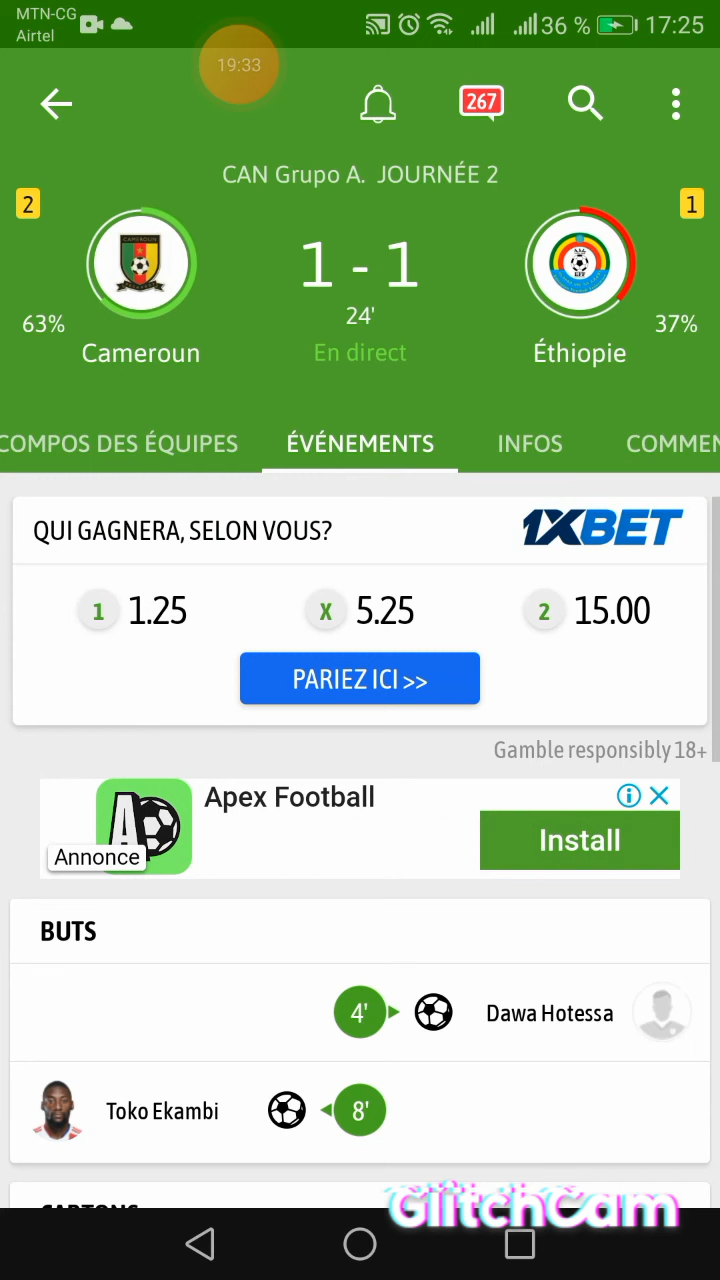 MTN-CG
Airtel
36 % 17:25
19:33
267
CAN Grupo A. JOURNÉE 2
2
1
1 - 1
24'
63%
37%
Cameroun
En direct
Éthiopie
COMPOS DES ÉQUIPES
ÉVÉNEMENTS
INFOS
COMMEN
QUI GAGNERA, SELON VOUS?
1XBET
1 1.25
X 5.25
2 15.00
PARIEZ ICI >>
Gamble responsibly 18+
Apex Football
Annonce
Install
BUTS
4' Dawa Hotessa
Toko Ekambi 8'
CARTONS
GlitchCam